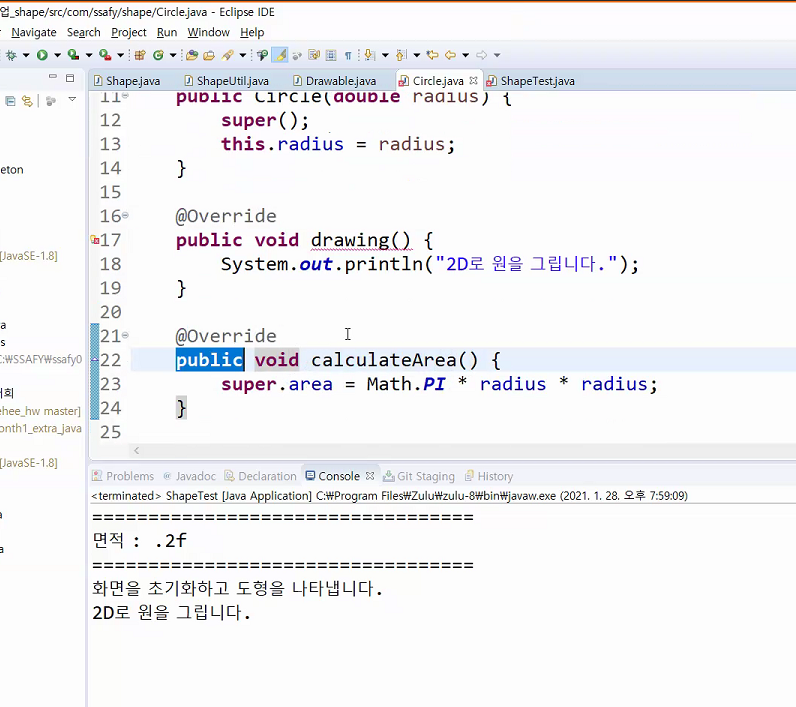 업_shape/src/com/ssafy/shape/Circle.java - Eclipse IDE
Navigate Search Project Run Window Help
Shape.java ShapeUtil.java Drawable.java Circle.java ShapeTest.java
eton
[JavaSE-1.8]
a
s
C:₩SSAFY₩ssafy0
희
ehee_hw master]
onth1_extra_java
[JavaSE-1.8]
a
a
11 public Circle(double radius) {
12 super();
13 this.radius = radius;
14 }
15
16 @Override
17 public void drawing() {
18 System.out.println("2D로 원을 그립니다.");
19 }
20
21 @Override
22 public void calculateArea() {
23 super.area = Math.PI * radius * radius;
24 }
25
Problems Javadoc Declaration Console Git Staging History
<terminated> ShapeTest [Java Application] C:₩Program Files₩Zulu₩zulu-8₩bin₩javaw.exe (2021. 1. 28. 오후 7:59:09)
==================================
면적 : .2f
==================================
화면을 초기화하고 도형을 나타냅니다.
2D로 원을 그립니다.